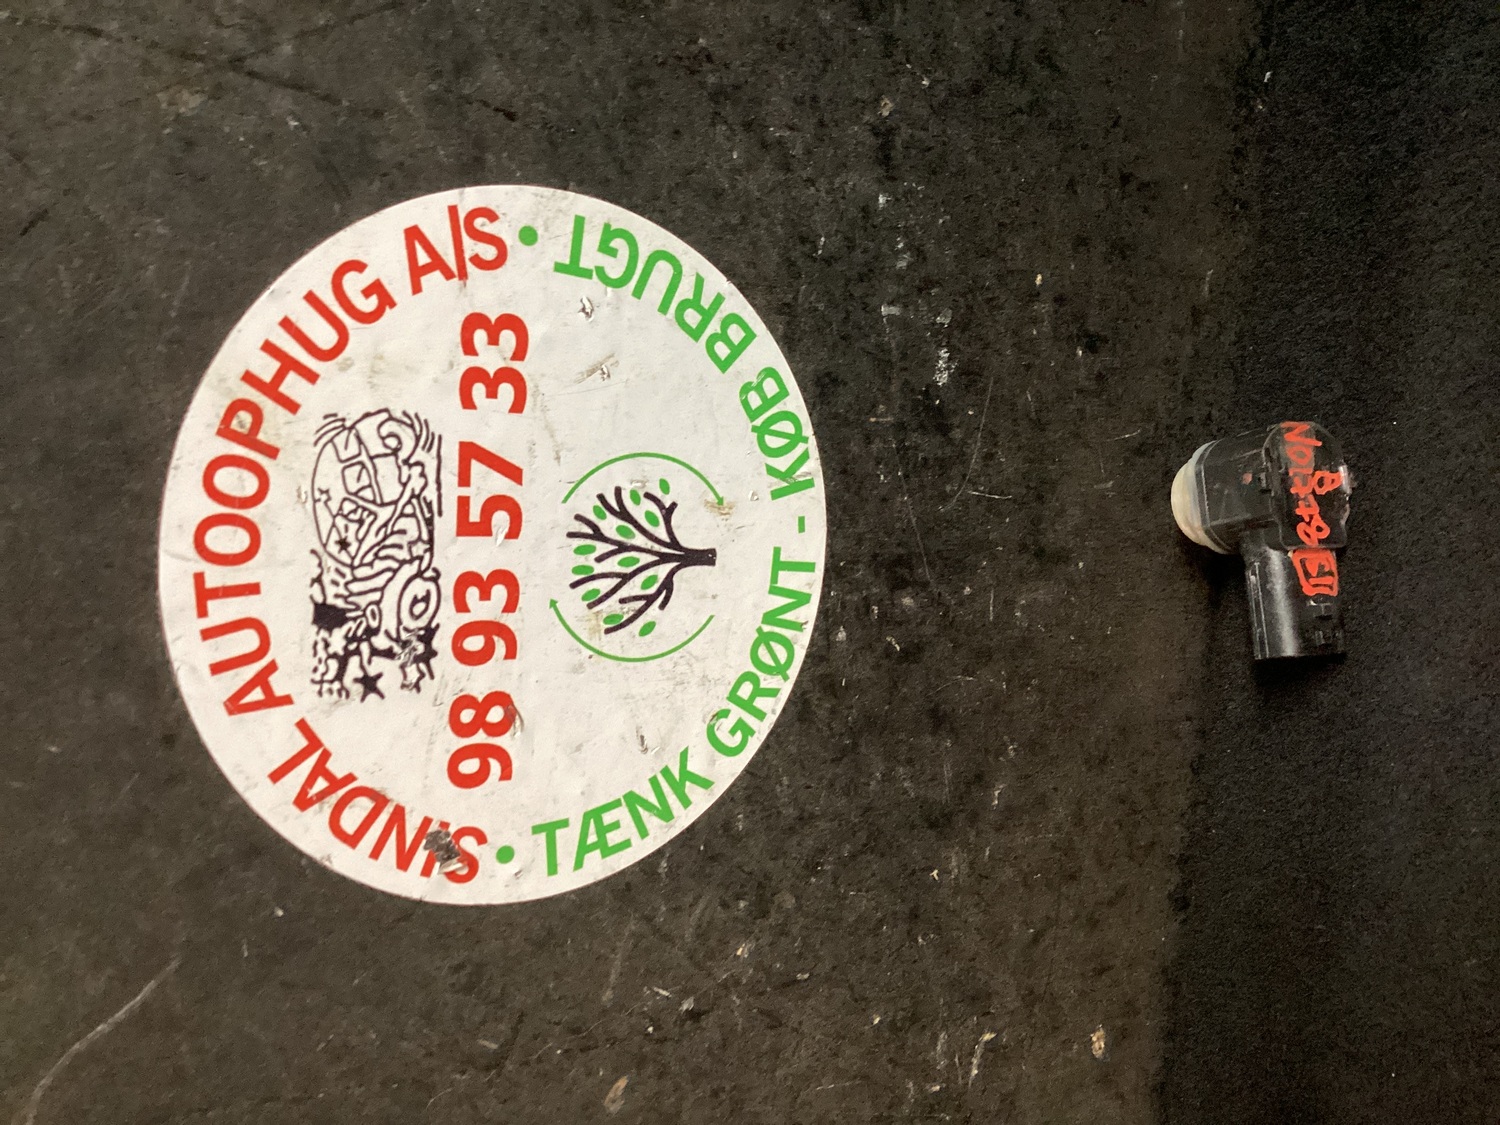 SINDAL AUTOOPHUG A/S
98 93 57 33
TÆNK GRØNT - KØB BRUGT